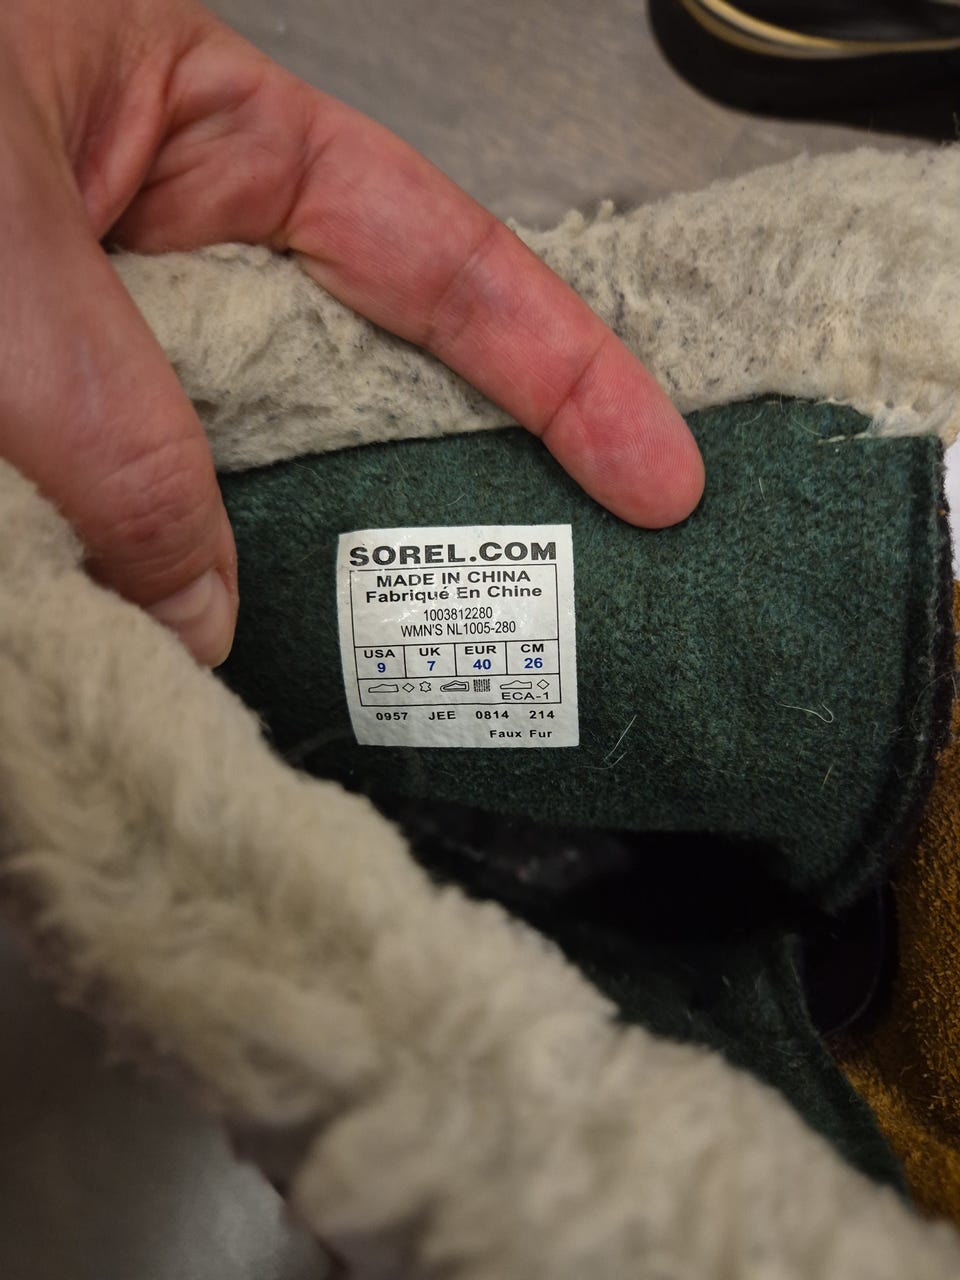 SOREL.COM
MADE IN CHINA
Fabriqué En Chine
1003812280
WMN'S NL1005-280
USA UK EUR CM
9 7 40 26
ECA-1
0957 JEE 0814 214
Faux Fur